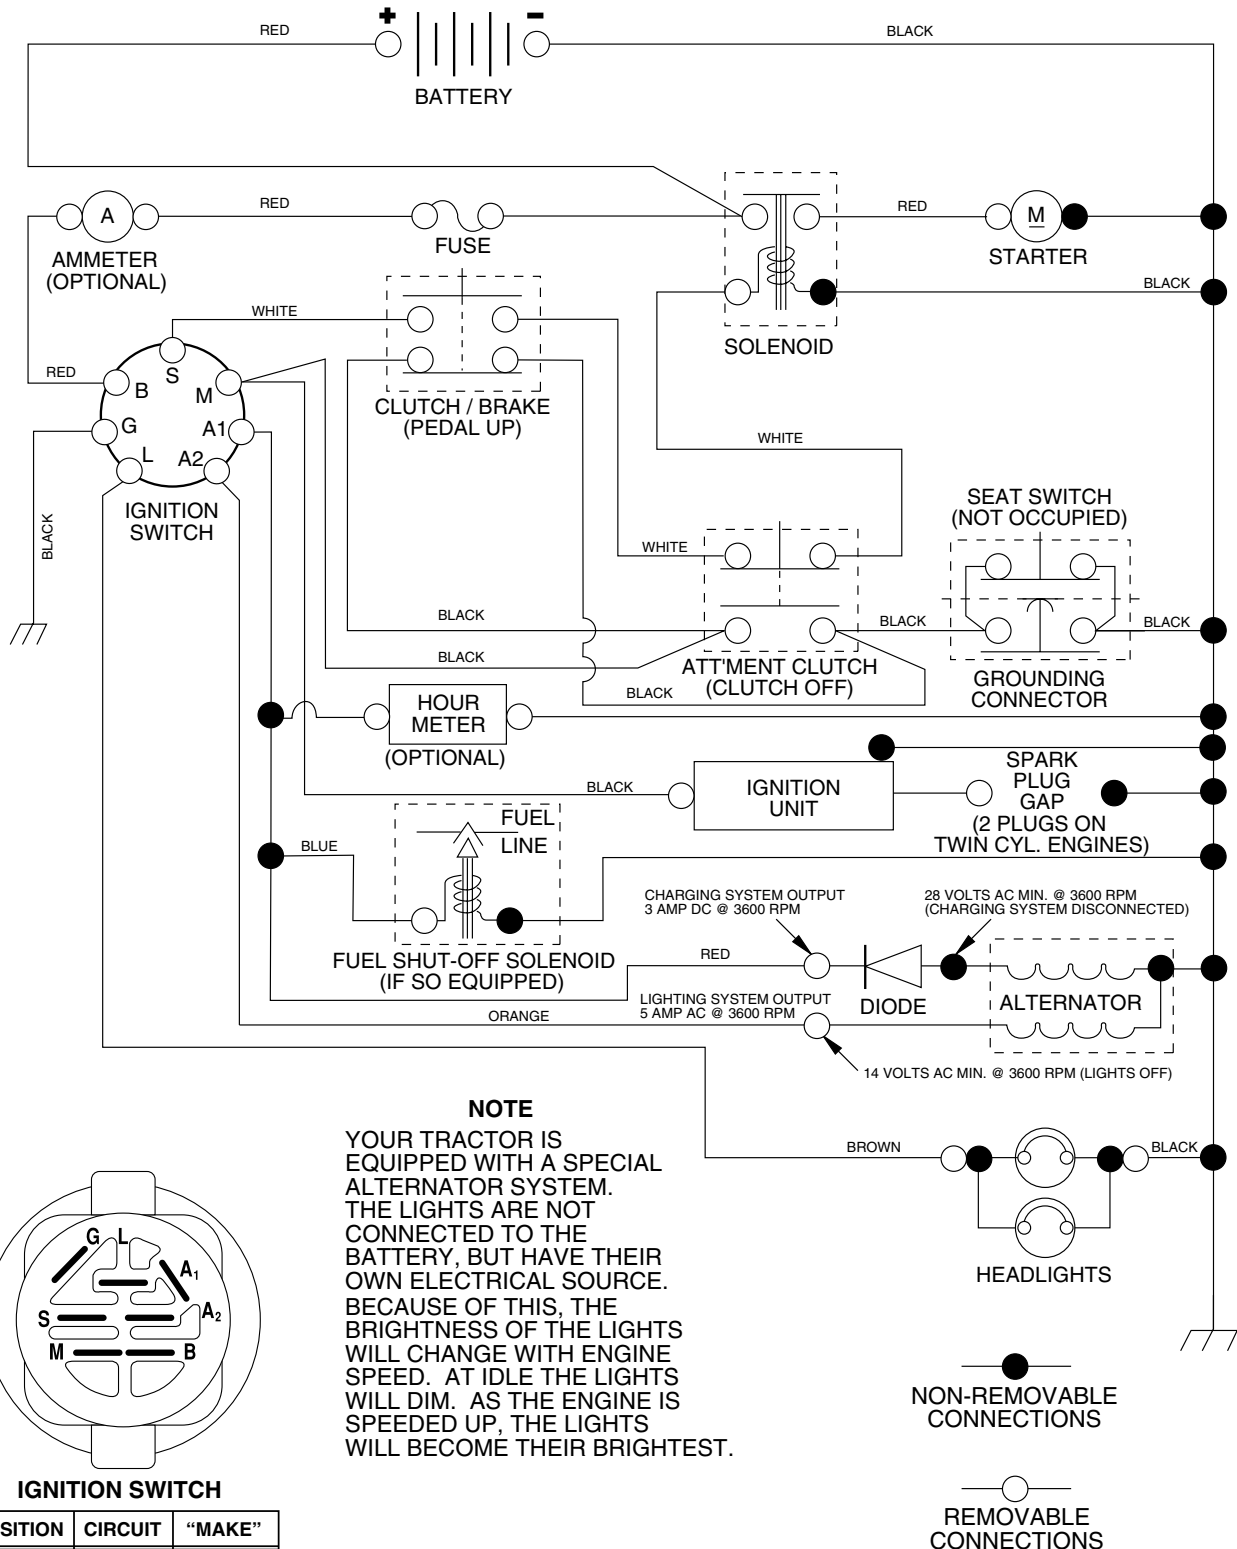 +
−
RED
BLACK
BATTERY
A
RED
RED
M
AMMETER
(OPTIONAL)
FUSE
STARTER
WHITE
BLACK
SOLENOID
RED
B
S
M
G
A1
L
A2
CLUTCH / BRAKE
(PEDAL UP)
WHITE
IGNITION
SWITCH
BLACK
SEAT SWITCH
(NOT OCCUPIED)
WHITE
BLACK
BLACK
BLACK
BLACK
ATT'MENT CLUTCH
(CLUTCH OFF)
BLACK
GROUNDING
CONNECTOR
HOUR
METER
(OPTIONAL)
BLACK
IGNITION
UNIT
SPARK
PLUG
GAP
(2 PLUGS ON
TWIN CYL. ENGINES)
FUEL
LINE
BLUE
FUEL SHUT-OFF SOLENOID
(IF SO EQUIPPED)
CHARGING SYSTEM OUTPUT
3 AMP DC @ 3600 RPM
28 VOLTS AC MIN. @ 3600 RPM
(CHARGING SYSTEM DISCONNECTED)
RED
DIODE
ALTERNATOR
LIGHTING SYSTEM OUTPUT
5 AMP AC @ 3600 RPM
ORANGE
14 VOLTS AC MIN. @ 3600 RPM (LIGHTS OFF)
BROWN
BLACK
HEADLIGHTS
NOTE
YOUR TRACTOR IS
EQUIPPED WITH A SPECIAL
ALTERNATOR SYSTEM.
THE LIGHTS ARE NOT
CONNECTED TO THE
BATTERY, BUT HAVE THEIR
OWN ELECTRICAL SOURCE.
BECAUSE OF THIS, THE
BRIGHTNESS OF THE LIGHTS
WILL CHANGE WITH ENGINE
SPEED. AT IDLE THE LIGHTS
WILL DIM. AS THE ENGINE IS
SPEEDED UP, THE LIGHTS
WILL BECOME THEIR BRIGHTEST.
G
L
A1
S
A2
M
B
IGNITION SWITCH
SITION CIRCUIT “MAKE”
NON-REMOVABLE
CONNECTIONS
REMOVABLE
CONNECTIONS